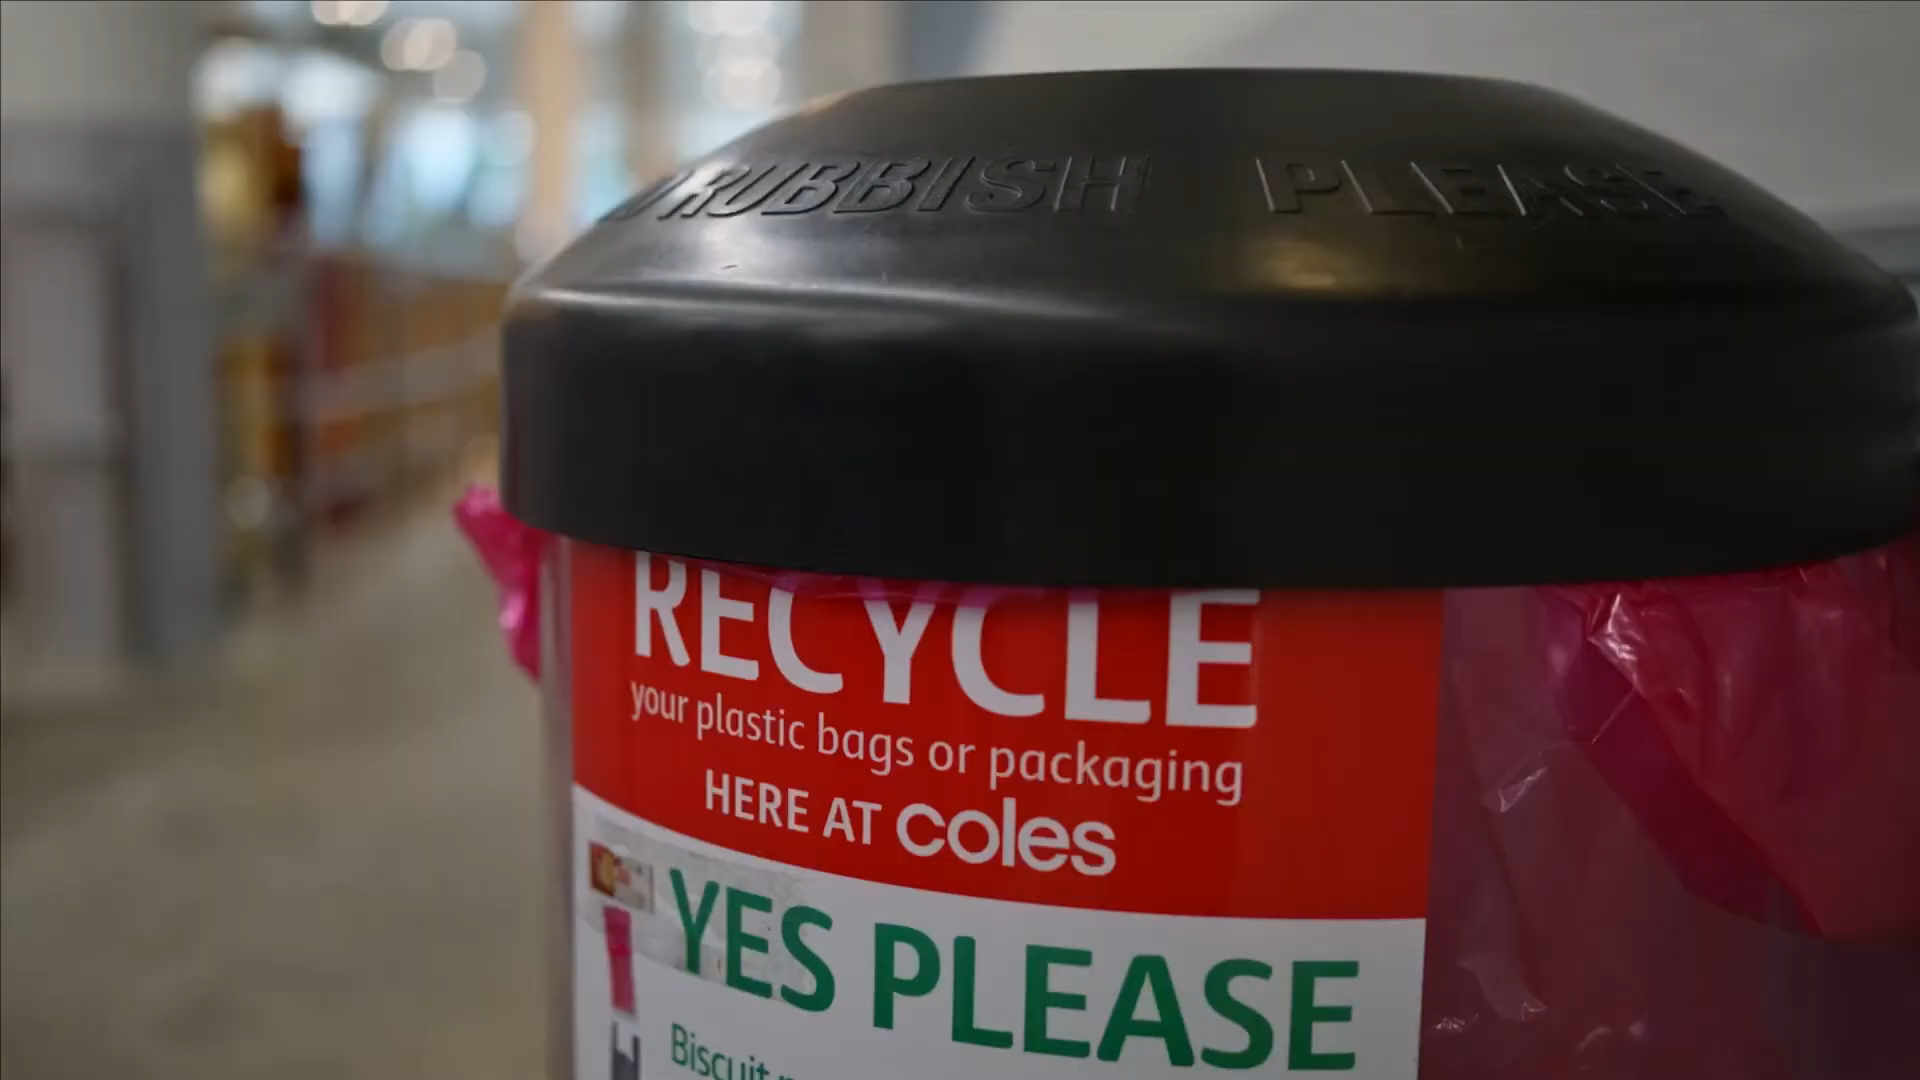 RUBBISH PLEASE
RECYCLE
your plastic bags or packaging
HERE AT coles
YES PLEASE
Biscuit